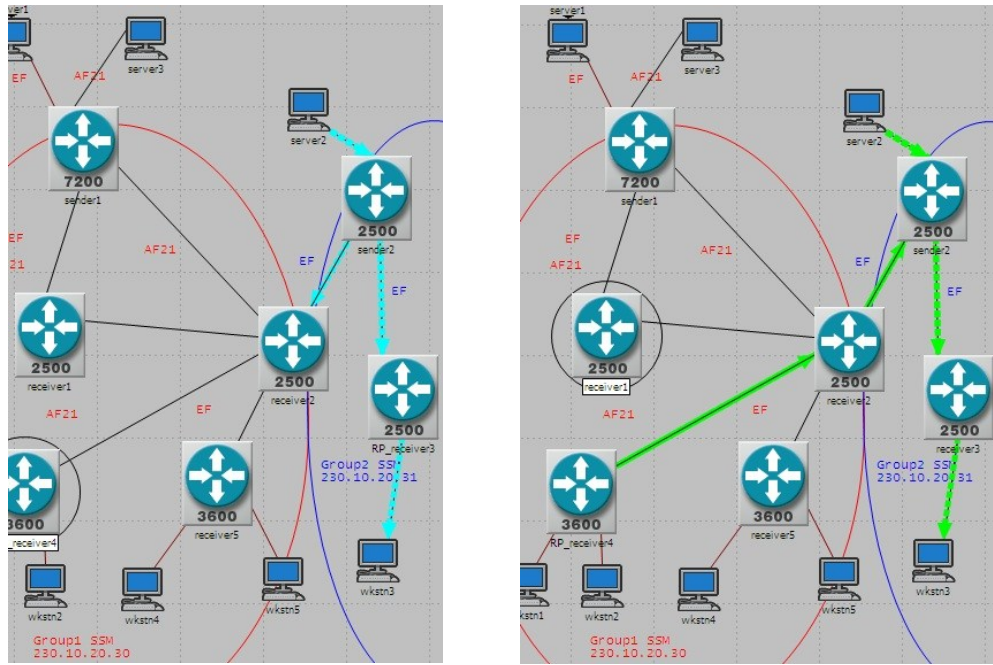 EF
AF21
server3
server2
7200
sender1
2500
sender2
EF
AF21
EF
EF
21
2500
receiver1
2500
receiver2
2500
RP_receiver3
AF21
EF
Group2 SSM
230.10.20.31
3600
_receiver4
3600
receiver5
wkstn3
wkstn2
wkstn4
wkstn5
Group1 SSM
230.10.20.30
server1
EF
AF21
server3
server2
7200
sender1
2500
sender2
EF
AF21
AF21
EF
EF
2500
receiver1
2500
receiver2
2500
receiver3
AF21
EF
Group2 SSM
230.10.20.31
3600
RP_receiver4
3600
receiver5
wkstn3
kstn1
wkstn2
wkstn4
wkstn5
Group1 SSM
230.10.20.30